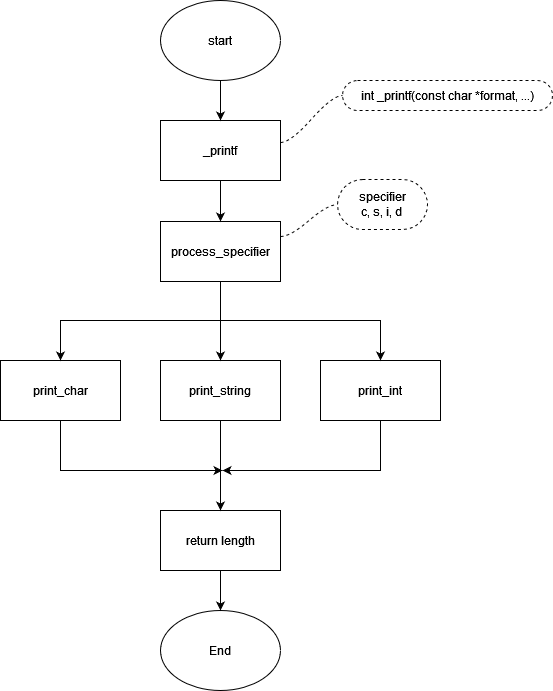 start
int _printf(const char *format, ...)
_printf
specifier
c, s, i, d
process_specifier
print_char
print_string
print_int
return length
End